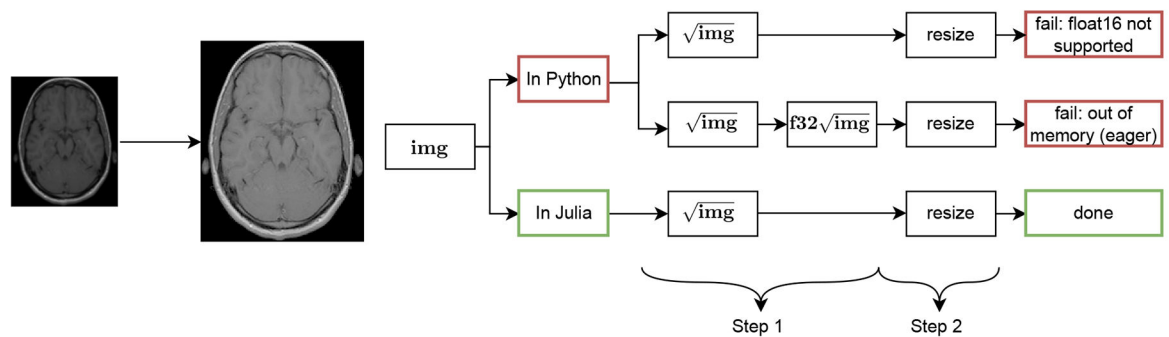 √img
resize
fail: float16 not
supported
In Python
img
√img
f32√img
resize
fail: out of
memory (eager)
In Julia
√img
resize
done
Step 1
Step 2